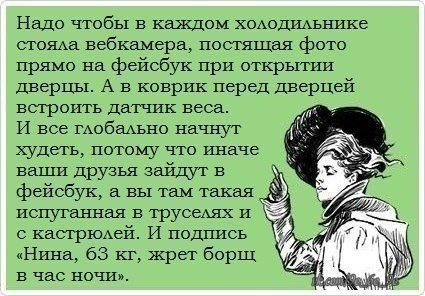 Надо чтобы в каждом холодильнике
стояла вебкамера, постящая фото
прямо на фейсбук при открытии
дверцы. А в коврик перед дверцей
встроить датчик веса.
И все глобально начнут
худеть, потому что иначе
ваши друзья зайдут в
фейсбук, а вы там такая
испуганная в труселях и
с кастрюлей. И подпись
«Нина, 63 кг, жрет борщ
в час ночи».